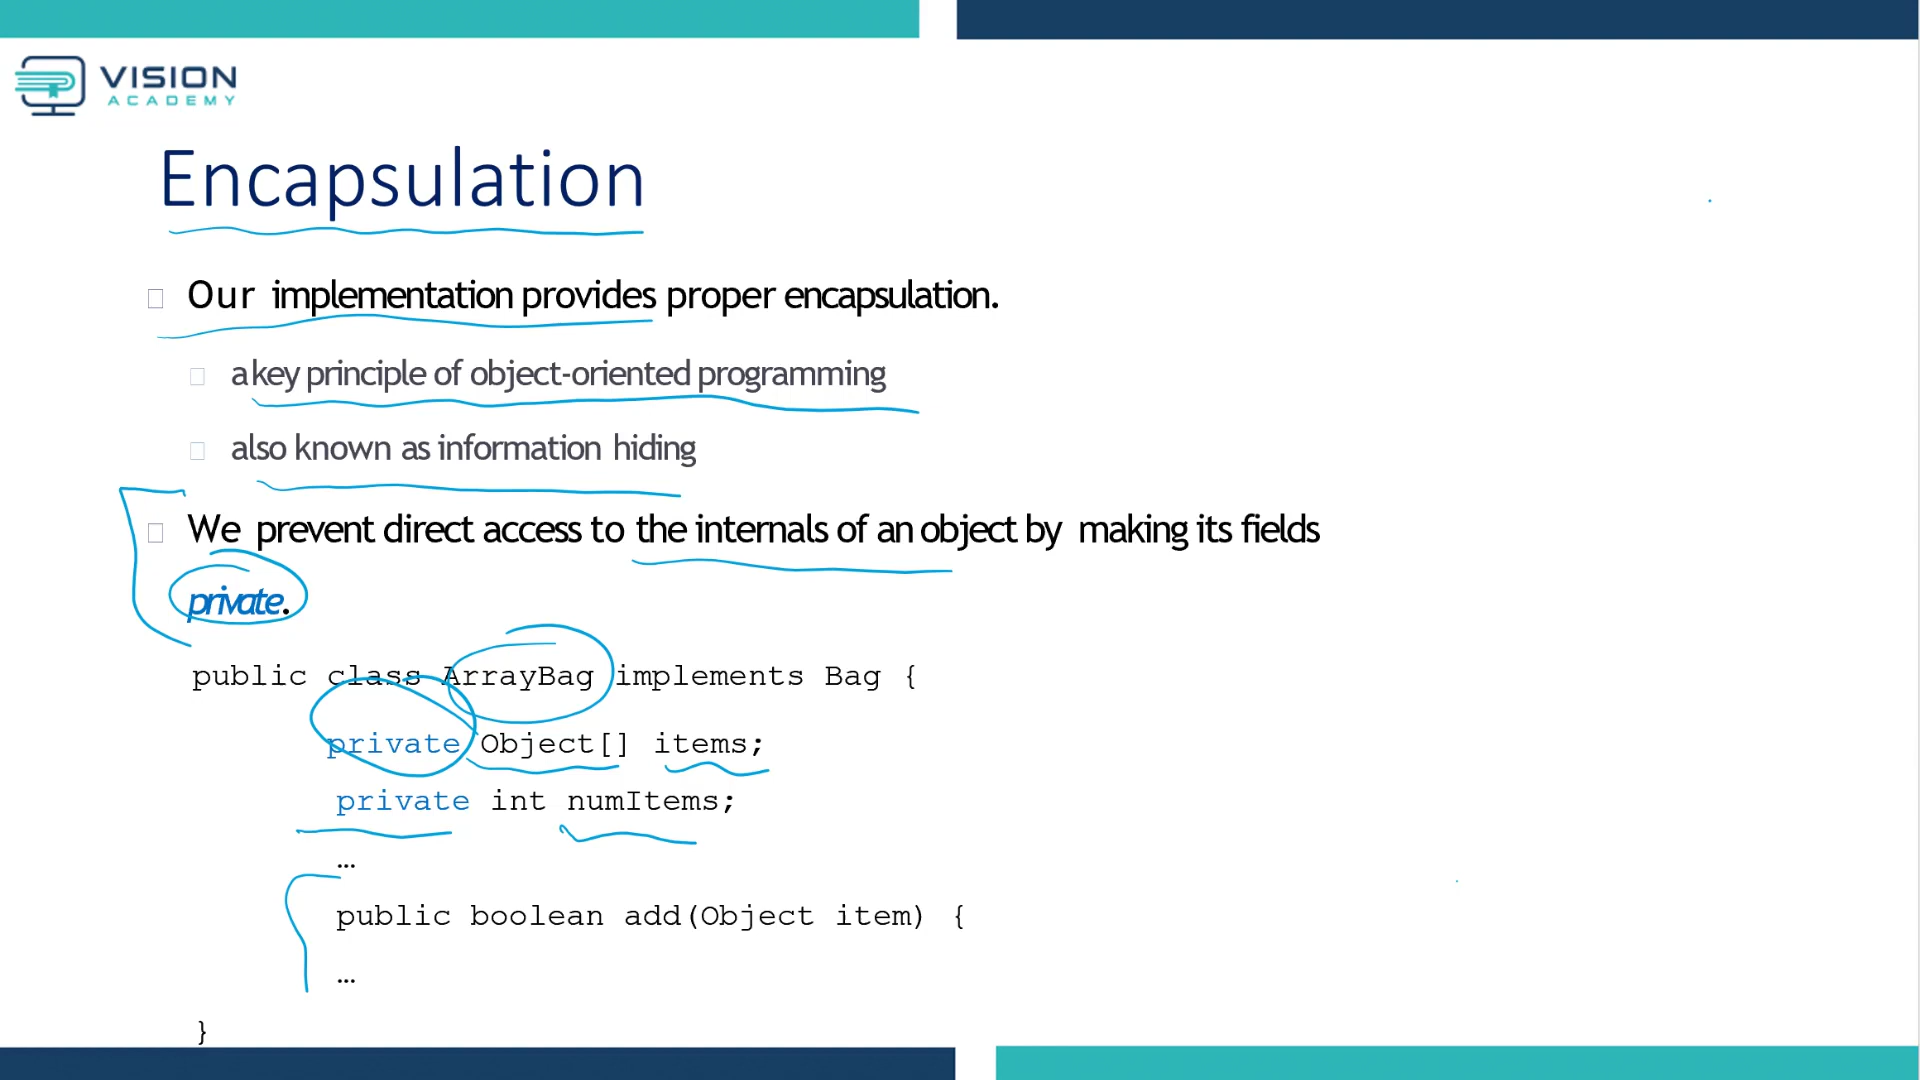 VISION
ACADEMY
Encapsulation
Our implementation provides proper encapsulation.
a key principle of object-oriented programming
also known as information hiding
We prevent direct access to the internals of an object by making its fields
private.
public class ArrayBag implements Bag {
private Object[] items;
private int numItems;
…
public boolean add(Object item) {
…
}